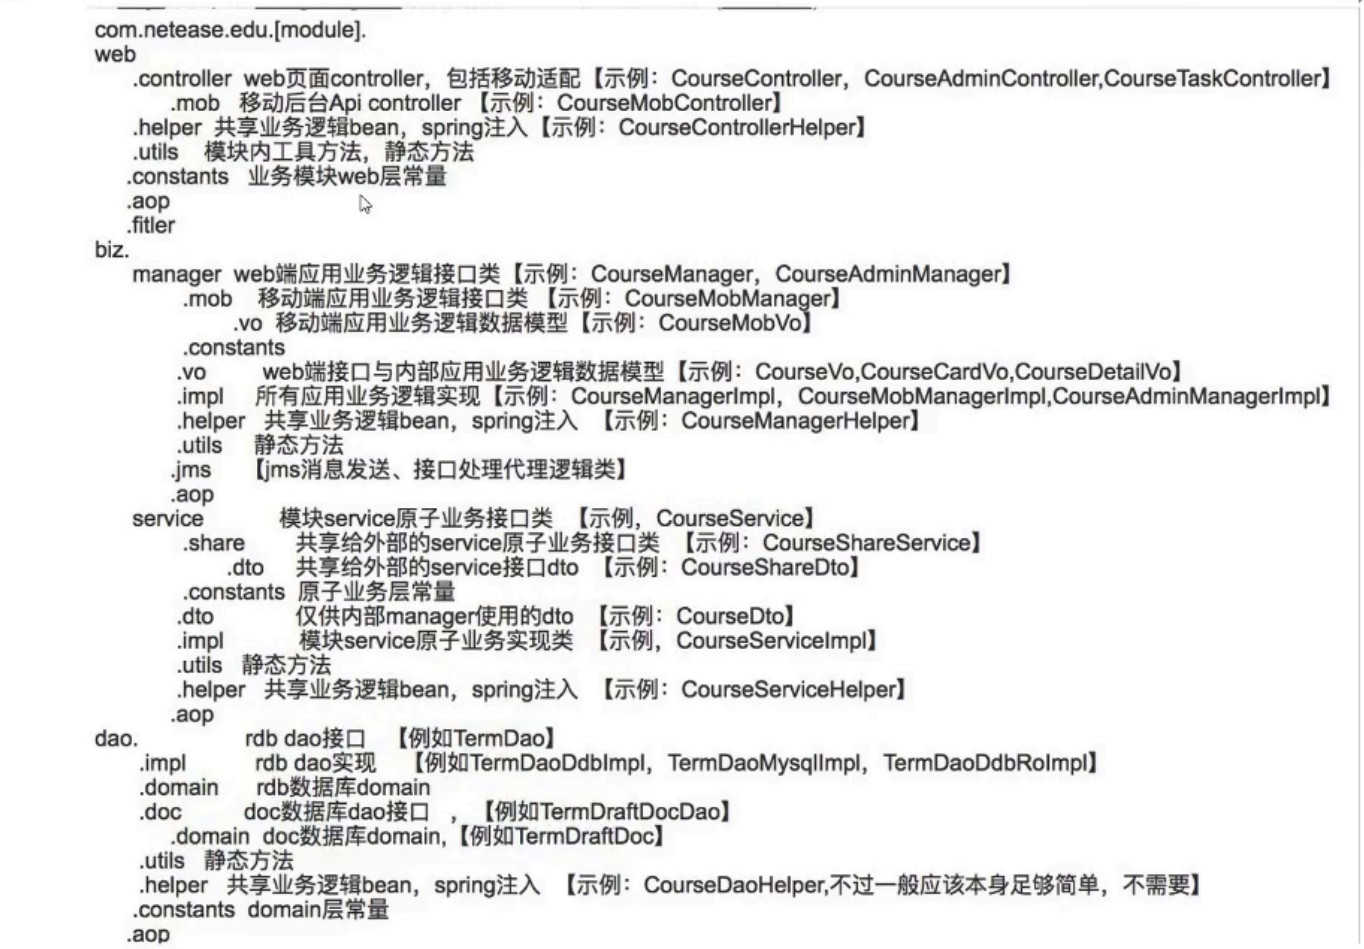 com.netease.edu.[module].
web
.controller web页面controller，包括移动适配【示例：CourseController，CourseAdminController,CourseTaskController】
.mob 移动后台Api controller 【示例：CourseMobController】
.helper 共享业务逻辑bean，spring注入【示例：CourseControllerHelper】
.utils 模块内工具方法，静态方法
.constants 业务模块web层常量
.aop
.fitler
biz.
manager web端应用业务逻辑接口类【示例：CourseManager，CourseAdminManager】
.mob 移动端应用业务逻辑接口类 【示例：CourseMobManager】
.vo 移动端应用业务逻辑数据模型【示例：CourseMobVo】
.constants
.vo web端接口与内部应用业务逻辑数据模型【示例：CourseVo,CourseCardVo,CourseDetailVo】
.impl 所有应用业务逻辑实现【示例：CourseManagerImpl，CourseMobManagerImpl,CourseAdminManagerImpl】
.helper 共享业务逻辑bean，spring注入 【示例：CourseManagerHelper】
.utils 静态方法
.jms 【jms消息发送、接口处理代理逻辑类】
.aop
service 模块service原子业务接口类 【示例，CourseService】
.share 共享给外部的service原子业务接口类 【示例：CourseShareService】
.dto 共享给外部的service接口dto 【示例：CourseShareDto】
.constants 原子业务层常量
.dto 仅供内部manager使用的dto 【示例：CourseDto】
.impl 模块service原子业务实现类 【示例，CourseServiceImpl】
.utils 静态方法
.helper 共享业务逻辑bean，spring注入 【示例：CourseServiceHelper】
.aop
dao. rdb dao接口 【例如TermDao】
.impl rdb dao实现 【例如TermDaoDdbImpl，TermDaoMysqlImpl，TermDaoDdbRoImpl】
.domain rdb数据库domain
.doc doc数据库dao接口 ，【例如TermDraftDocDao】
.domain doc数据库domain,【例如TermDraftDoc】
.utils 静态方法
.helper 共享业务逻辑bean，spring注入 【示例：CourseDaoHelper,不过一般应该本身足够简单，不需要】
.constants domain层常量
.aop